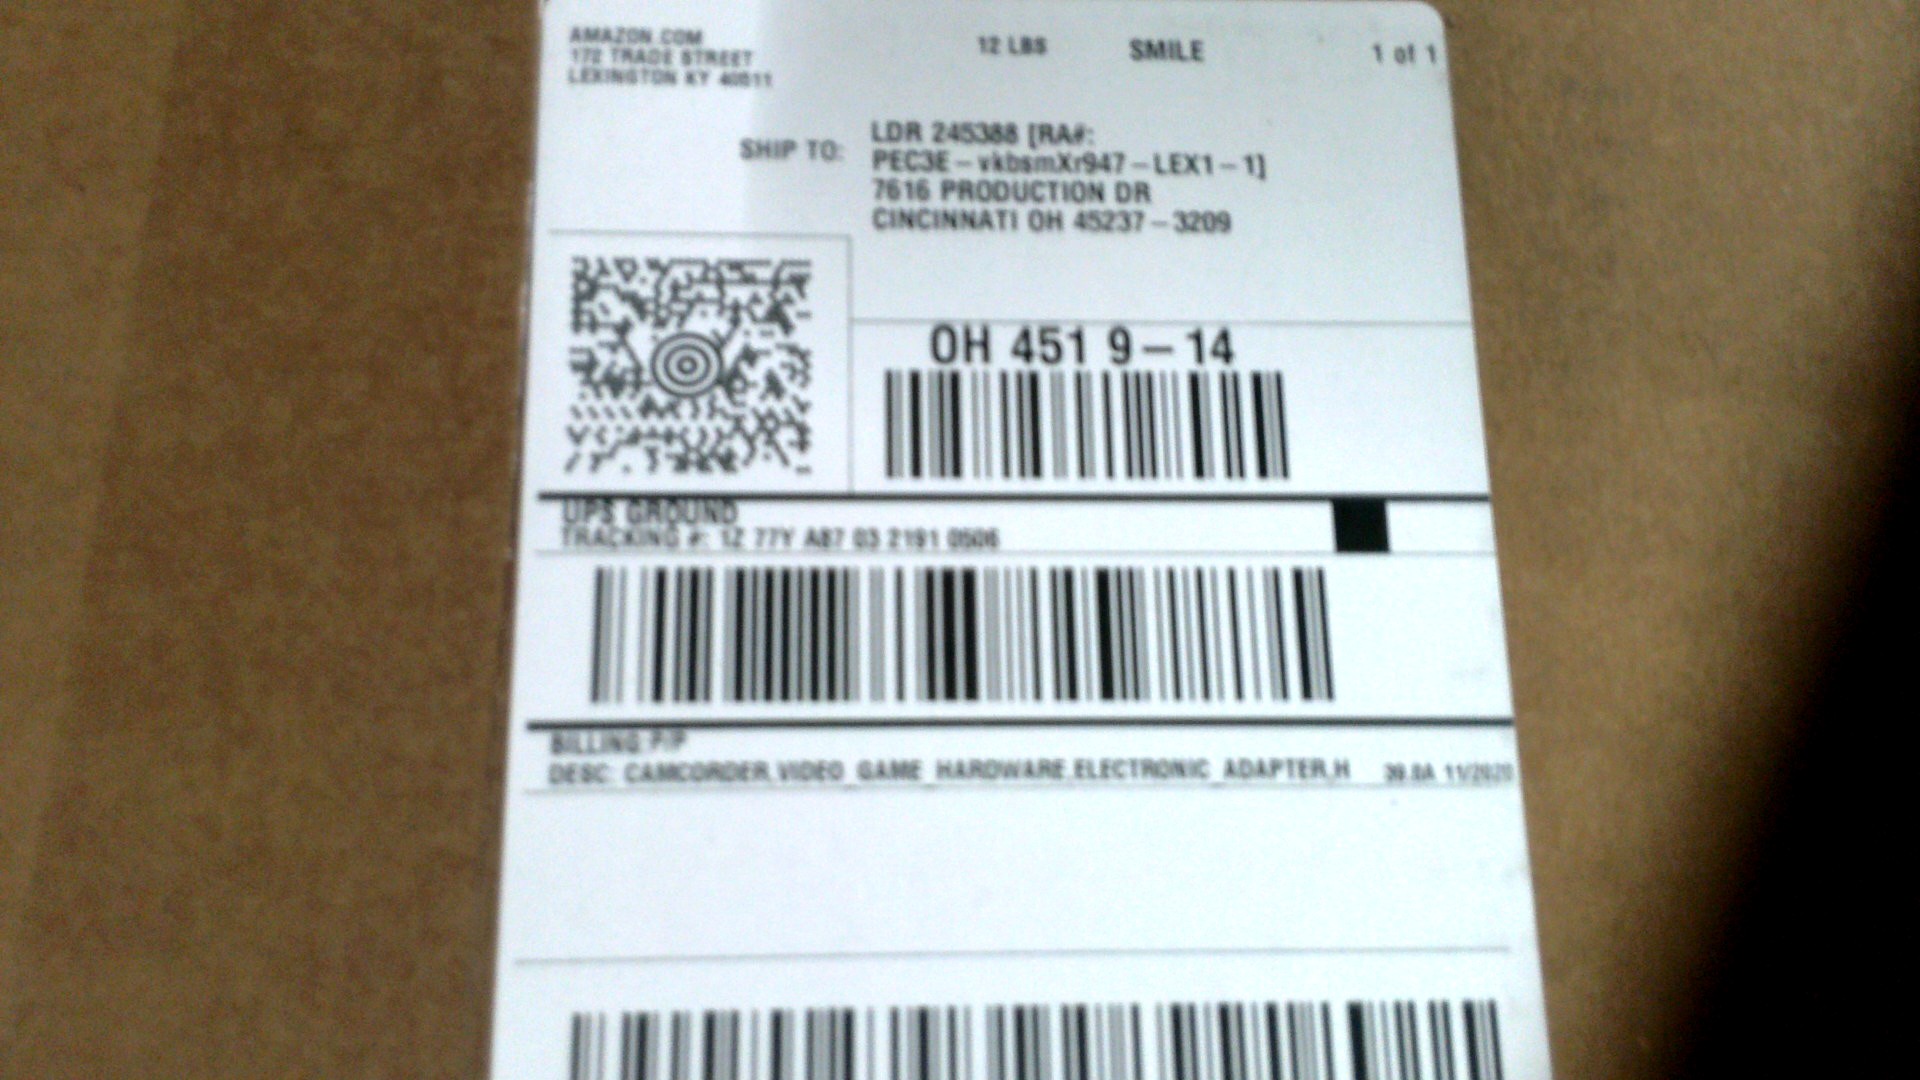 AMAZON.COM
172 TRADE STREET
LEXINGTON KY 40511
12 LBS
SMILE
1 of 1
SHIP TO:
LDR 245388 [RA#:
PEC3E-vkbsmXr947-LEX1-1]
7616 PRODUCTION DR
CINCINNATI OH 45237-3209
OH 451 9-14
UPS GROUND
TRACKING #: 1Z 77Y A87 03 2191 0506
BILLING: P/P
DESC: CAMCORDER,VIDEO_GAME_HARDWARE,ELECTRONIC_ADAPTER,H
39.0A 11/2020